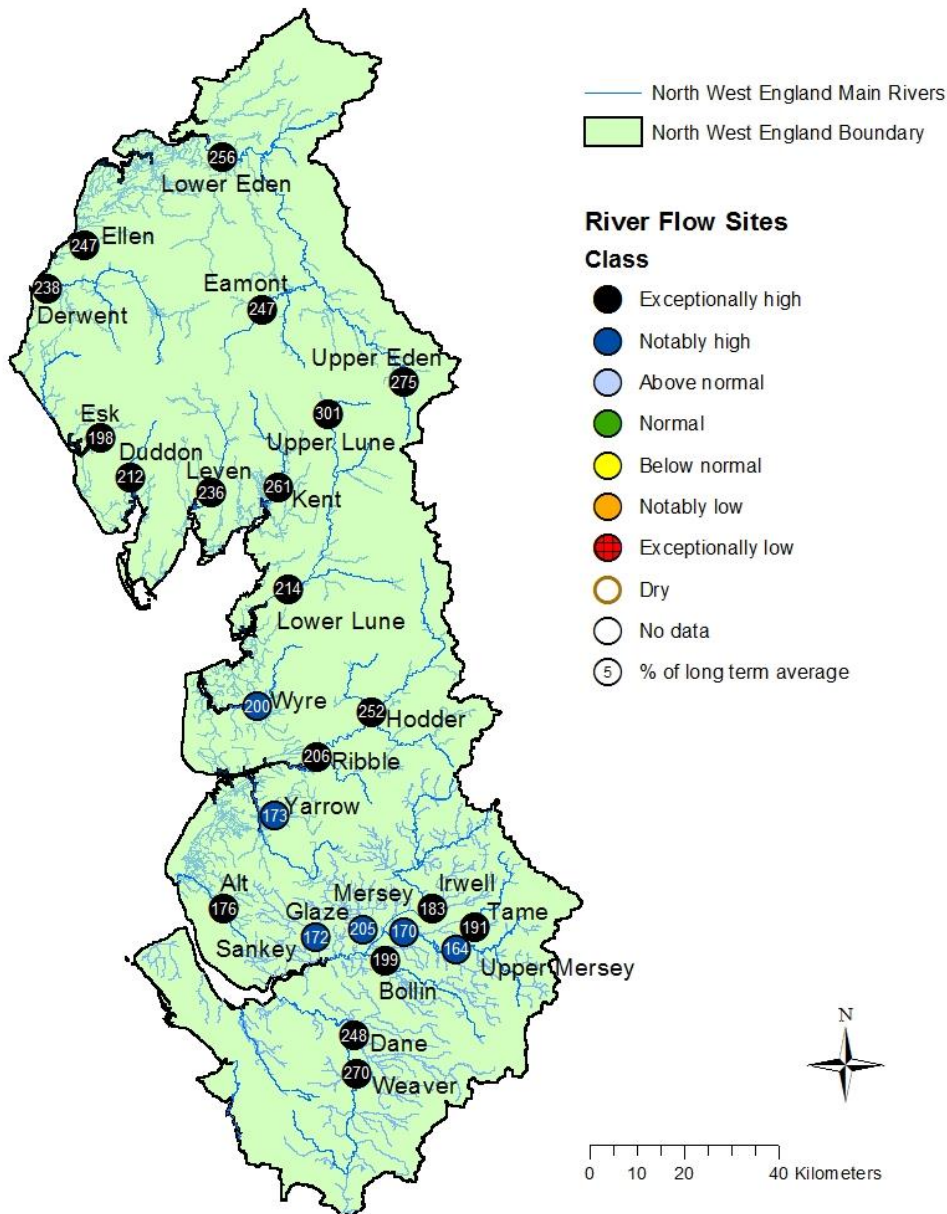 North West England Main Rivers
North West England Boundary
River Flow Sites
Class
Exceptionally high
Notably high
Above normal
Normal
Below normal
Notably low
Exceptionally low
Dry
No data
5 % of long term average
256
Lower Eden
247 Ellen
238
Derwent
Eamont
247
Upper Eden
275
301
Upper Lune
Esk
198
Duddon
212
Leven
236
261 Kent
214
Lower Lune
200 Wyre
252 Hodder
206 Ribble
173 Yarrow
Alt
176
Irwell
183
Tame
191
Mersey
170
Glaze
205
Sankey
172
164
Upper Mersey
199
Bollin
248 Dane
270 Weaver
N
0 10 20 40 Kilometers